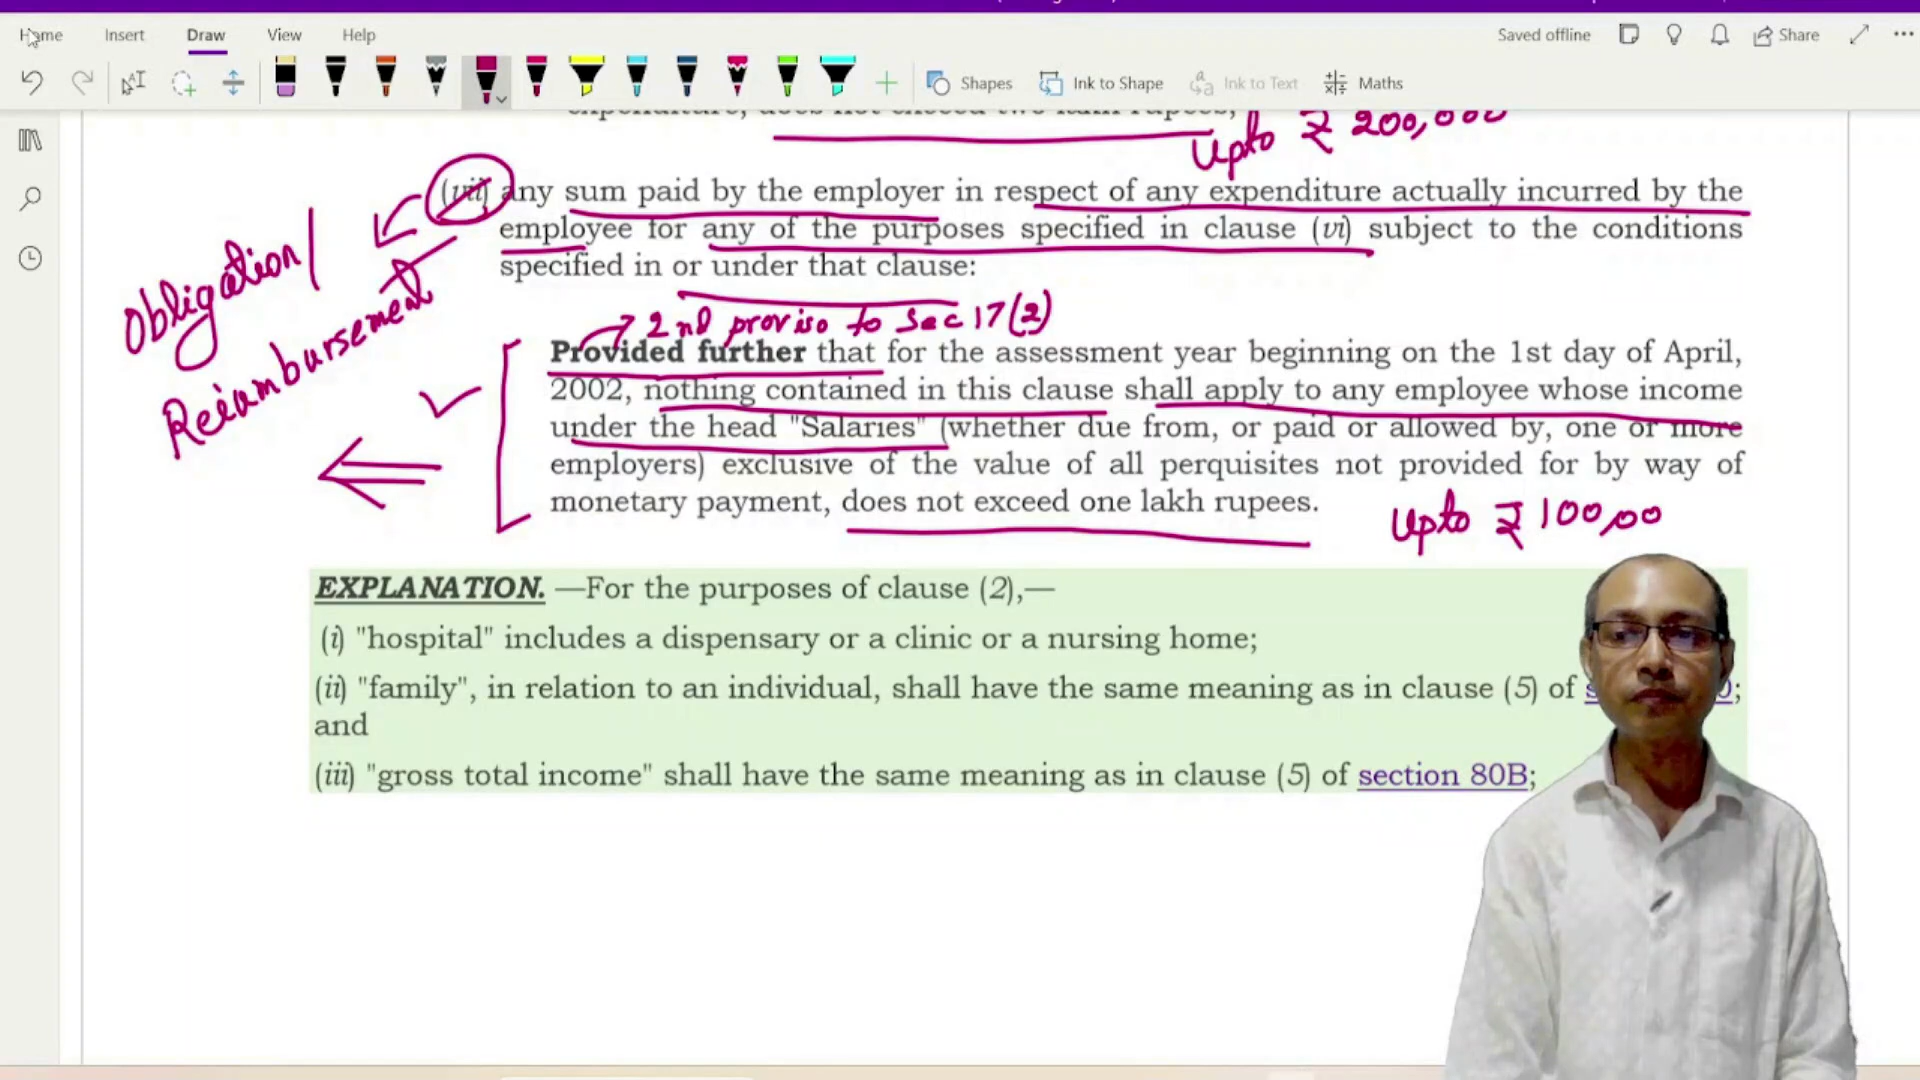 Home Insert Draw View Help Saved offline Share
Shapes Ink to Shape Ink to Text Maths
expenditure, does not exceed two lakh rupees;
Upto ₹ 200,000
(vii) any sum paid by the employer in respect of any expenditure actually incurred by the
employee for any of the purposes specified in clause (vi) subject to the conditions
specified in or under that clause:
Obligation/
Reiambursement
2nd proviso to Sec 17(2)
Provided further that for the assessment year beginning on the 1st day of April,
2002, nothing contained in this clause shall apply to any employee whose income
under the head "Salaries" (whether due from, or paid or allowed by, one or more
employers) exclusive of the value of all perquisites not provided for by way of
monetary payment, does not exceed one lakh rupees.
Upto ₹ 100,00
EXPLANATION. —For the purposes of clause (2),—
(i) "hospital" includes a dispensary or a clinic or a nursing home;
(ii) "family", in relation to an individual, shall have the same meaning as in clause (5) of
and
(iii) "gross total income" shall have the same meaning as in clause (5) of section 80B;